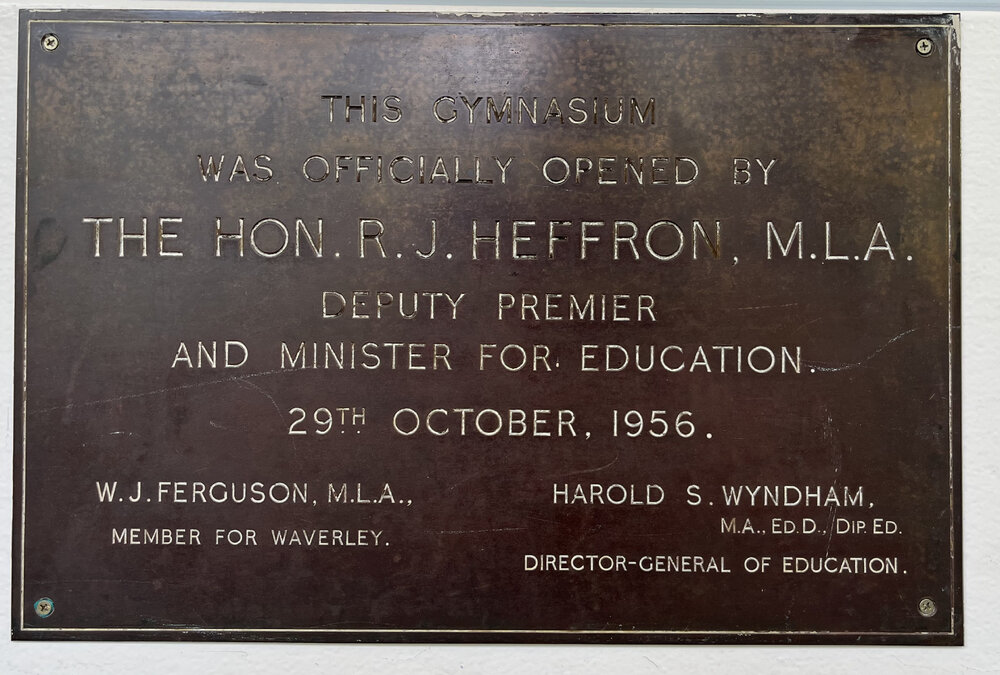 THIS GYMNASIUM
WAS OFFICIALLY OPENED BY
THE HON. R. J. HEFFRON, M.L.A.
DEPUTY PREMIER
AND MINISTER FOR EDUCATION.
29TH OCTOBER, 1956.
W. J. FERGUSON, M.L.A.,
MEMBER FOR WAVERLEY.
HAROLD S. WYNDHAM,
M.A., ED.D., DIP. ED.
DIRECTOR-GENERAL OF EDUCATION.